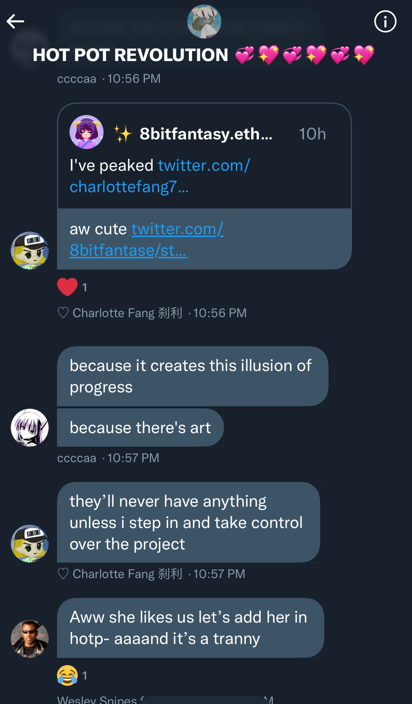 HOT POT REVOLUTION 💞💖💞💖💞💖
ccccaa · 10:56 PM
✨ 8bitfantasy.eth... 10h
I've peaked twitter.com/
charlottefang7...
aw cute twitter.com/
8bitfantase/st...
❤️ 1
♡ Charlotte Fang 刹利 · 10:56 PM
because it creates this illusion of
progress
because there's art
ccccaa · 10:57 PM
they’ll never have anything
unless i step in and take control
over the project
♡ Charlotte Fang 刹利 · 10:57 PM
Aww she likes us let’s add her in
hotp- aaaand it’s a tranny
😂 1
Wesley Snipes